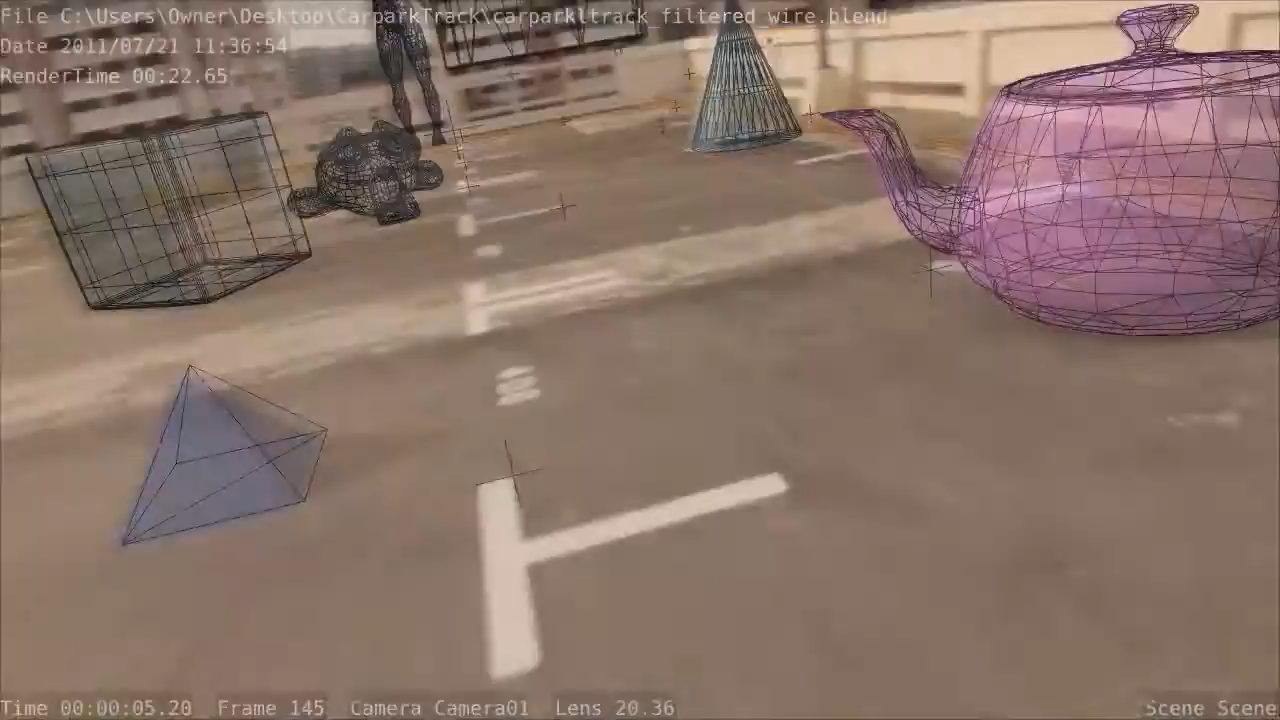 File C:\Users\Owner\Desktop\CarparkTrack\carparkltrack_filtered_wire.blend
Date 2011/07/21 11:36:54
RenderTime 00:22.65
Time 00:00:05.20 Frame 145 Camera Camera01 Lens 20.36 Scene Scene